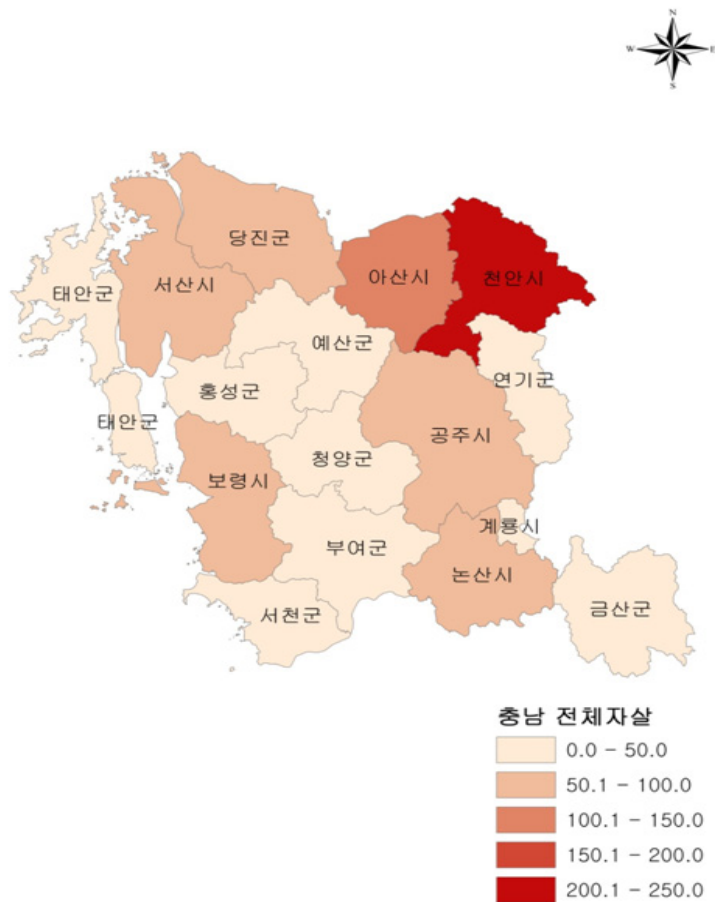 N
W
E
S
당진군
아산시
천안시
서산시
태안군
예산군
연기군
홍성군
태안군
공주시
청양군
보령시
계룡시
부여군
논산시
서천군
금산군
충남 전체자살
0.0 - 50.0
50.1 - 100.0
100.1 - 150.0
150.1 - 200.0
200.1 - 250.0